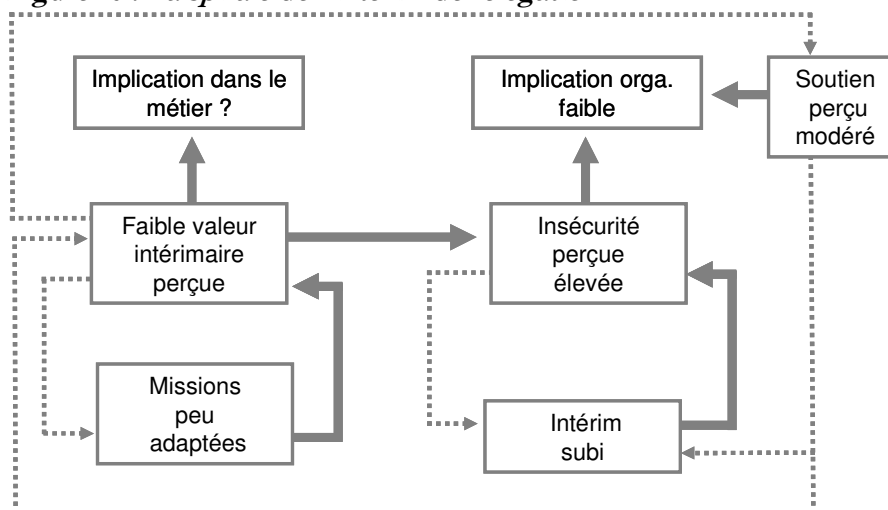 Implication dans le
métier ?
Implication orga.
faible
Soutien
perçu
modéré
Faible valeur
intérimaire
perçue
Insécurité
perçue
élevée
Missions
peu
adaptées
Intérim
subi